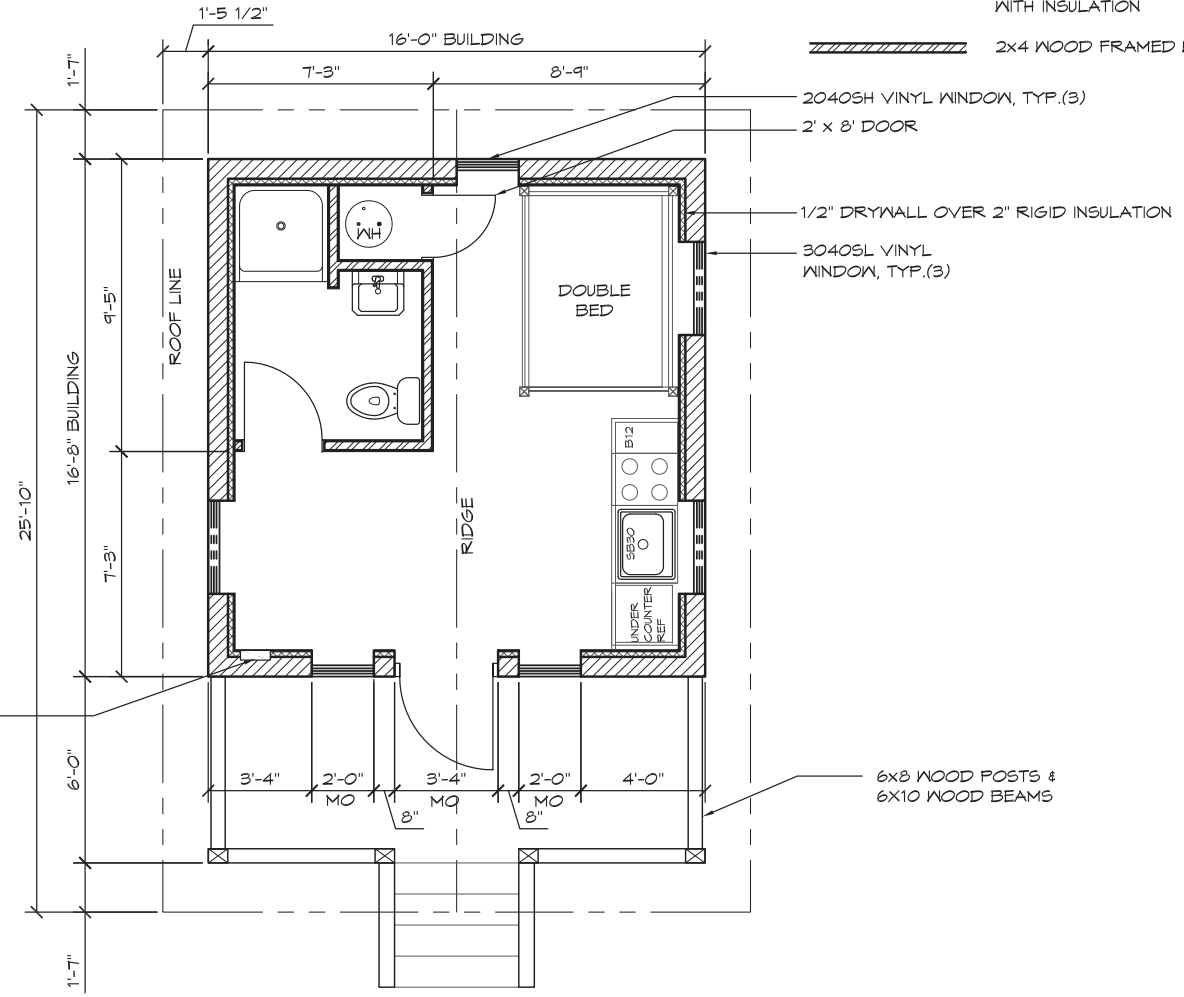 WITH INSULATION
2x4 WOOD FRAMED
1'-5 1/2"
16'-0" BUILDING
7'-3"
8'-9"
1'-7"
2040SH VINYL WINDOW, TYP.(3)
2' x 8' DOOR
1/2" DRYWALL OVER 2" RIGID INSULATION
3040SL VINYL
WINDOW, TYP.(3)
HW
DOUBLE
BED
ROOF LINE
9'-5"
16'-8" BUILDING
25'-10"
7'-3"
RIDGE
B12
SB30
UNDER
COUNTER
REF
6'-0"
3'-4"
2'-0"
MO
3'-4"
MO
2'-0"
MO
4'-0"
8"
8"
6x8 WOOD POSTS &
6X10 WOOD BEAMS
1'-7"